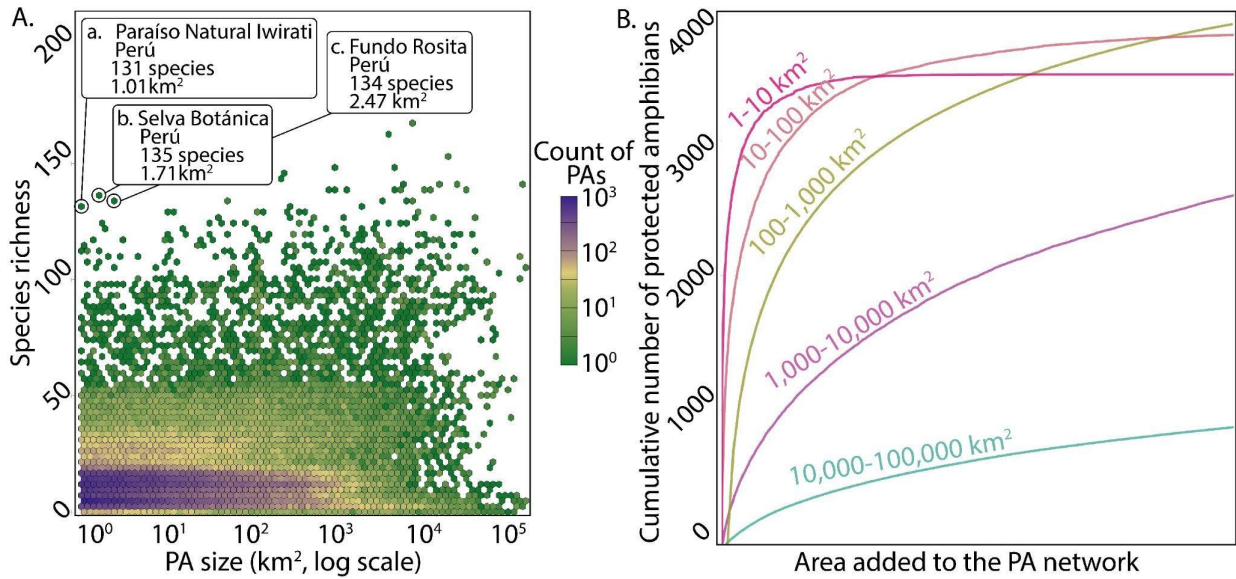 A.
200
150
100
50
0
Species richness
a. Paraíso Natural Iwirati
Perú
131 species
1.01km²
b. Selva Botánica
Perú
135 species
1.71km²
c. Fundo Rosita
Perú
134 species
2.47 km²
Count of
PAs
10³
10²
10¹
10⁰
10⁰ 10¹ 10² 10³ 10⁴ 10⁵
PA size (km², log scale)
B.
Cumulative number of protected amphibians
4000
3000
2000
1000
0
1-10 km²
10-100 km²
100-1,000 km²
1,000-10,000 km²
10,000-100,000 km²
Area added to the PA network